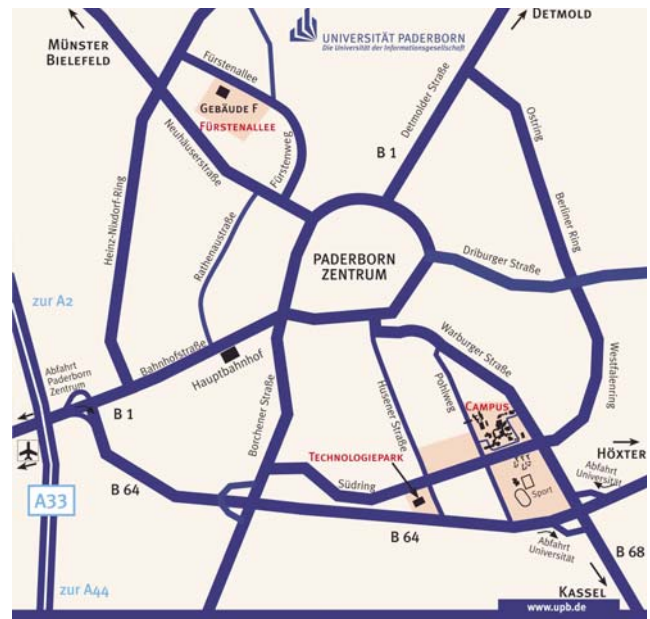 DETMOLD
UNIVERSITÄT PADERBORN
Die Universität der Informationsgesellschaft
MÜNSTER
BIELEFELD
Fürstenallee
GEBÄUDE F
FÜRSTENALLEE
Neuhäuserstraße
Fürstenweg
Detmolder Straße
B 1
Ostring
Berliner Ring
Heinz-Nixdorf-Ring
Rathenaustraße
PADERBORN
ZENTRUM
Driburger Straße
zur A2
Abfahrt
Paderborn
Zentrum
Bahnhofstraße
Hauptbahnhof
B 1
Borchener Straße
Husener Straße
Pohlweg
Warburger Straße
Westfalenring
CAMPUS
TECHNOLOGIEPARK
HÖXTER
Abfahrt
Universität
Südring
Sport
A33
B 64
B 64
Abfahrt
Universität
B 68
zur A44
KASSEL
www.upb.de